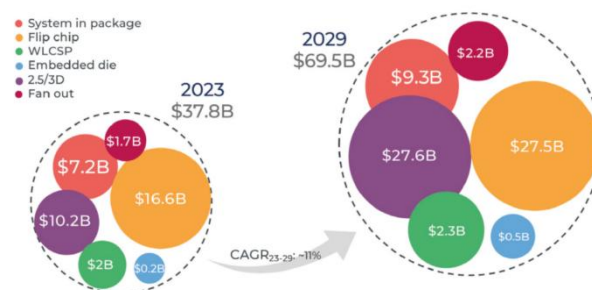 System in package
Flip chip
WLCSP
Embedded die
2.5/3D
Fan out
2023
$37.8B
$1.7B
$7.2B
$16.6B
$10.2B
$2B
$0.2B
CAGR23-29: ~11%
2029
$69.5B
$2.2B
$9.3B
$27.6B
$27.5B
$2.3B
$0.5B